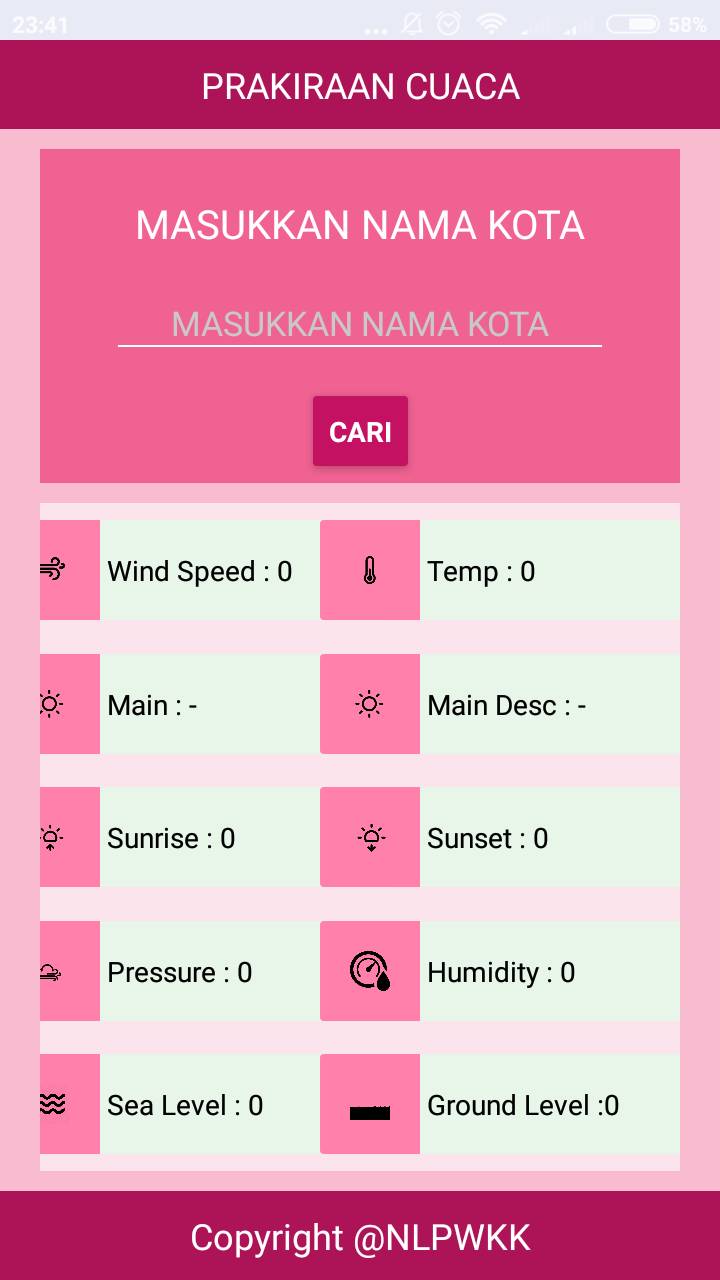 23:41
58%
PRAKIRAAN CUACA
MASUKKAN NAMA KOTA
MASUKKAN NAMA KOTA
CARI
Wind Speed : 0
Temp : 0
Main : -
Main Desc : -
Sunrise : 0
Sunset : 0
Pressure : 0
Humidity : 0
Sea Level : 0
Ground Level :0
Copyright @NLPWKK